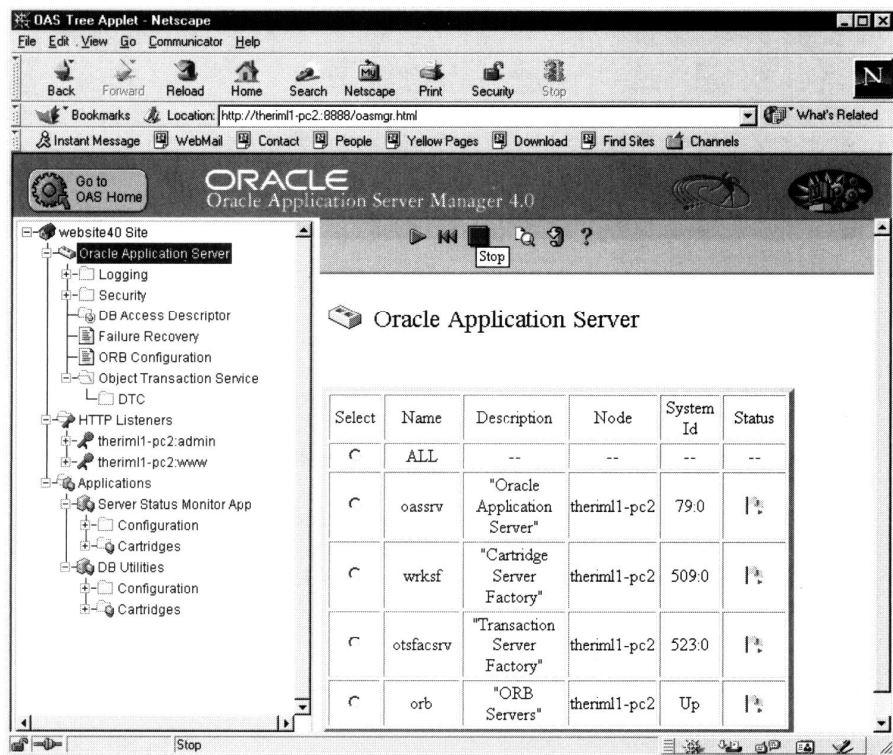 OAS Tree Applet - Netscape
File Edit View Go Communicator Help
Back Forward Reload Home Search Netscape Print Security Stop
My
N
Bookmarks Location: http://theriml1-pc2.:8888/oasmgr.html What's Related
Instant Message WebMail Contact People Yellow Pages Download Find Sites Channels
Go to
OAS Home
ORACLE
Oracle Application Server Manager 4.0
website40 Site
Oracle Application Server
Logging
Security
DB Access Descriptor
Failure Recovery
ORB Configuration
Object Transaction Service
DTC
HTTP Listeners
theriml1-pc2:admin
theriml1-pc2:www
Applications
Server Status Monitor App
Configuration
Cartridges
DB Utilities
Configuration
Cartridges
?
Stop
Oracle Application Server
Select Name Description Node System Id Status
ALL -- -- -- --
oassrv "Oracle Application Server" theriml1-pc2 79:0
wrksf "Cartridge Server Factory" theriml1-pc2 509:0
otsfacsrv "Transaction Server Factory" theriml1-pc2 523:0
orb "ORB Servers" theriml1-pc2 Up
Stop